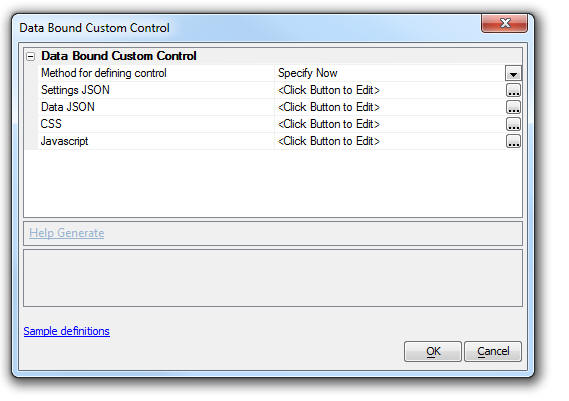 Data Bound Custom Control
Data Bound Custom Control
Method for defining control Specify Now
Settings JSON <Click Button to Edit>
Data JSON <Click Button to Edit>
CSS <Click Button to Edit>
Javascript <Click Button to Edit>
Help Generate
Sample definitions
OK Cancel